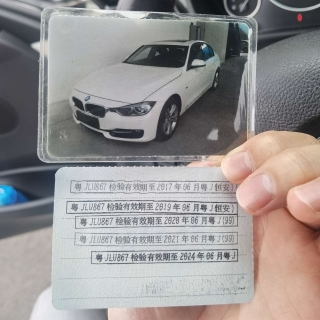 粤JLU867检验有效期至2017年06月粤J(恒安)
粤JLU867检验有效期至2019年06月粤J(恒安)
粤JLU867检验有效期至2020年06月粤J(99)
粤JLU867检验有效期至2021年06月粤J(99)
粤JLU867检验有效期至2024年06月粤J